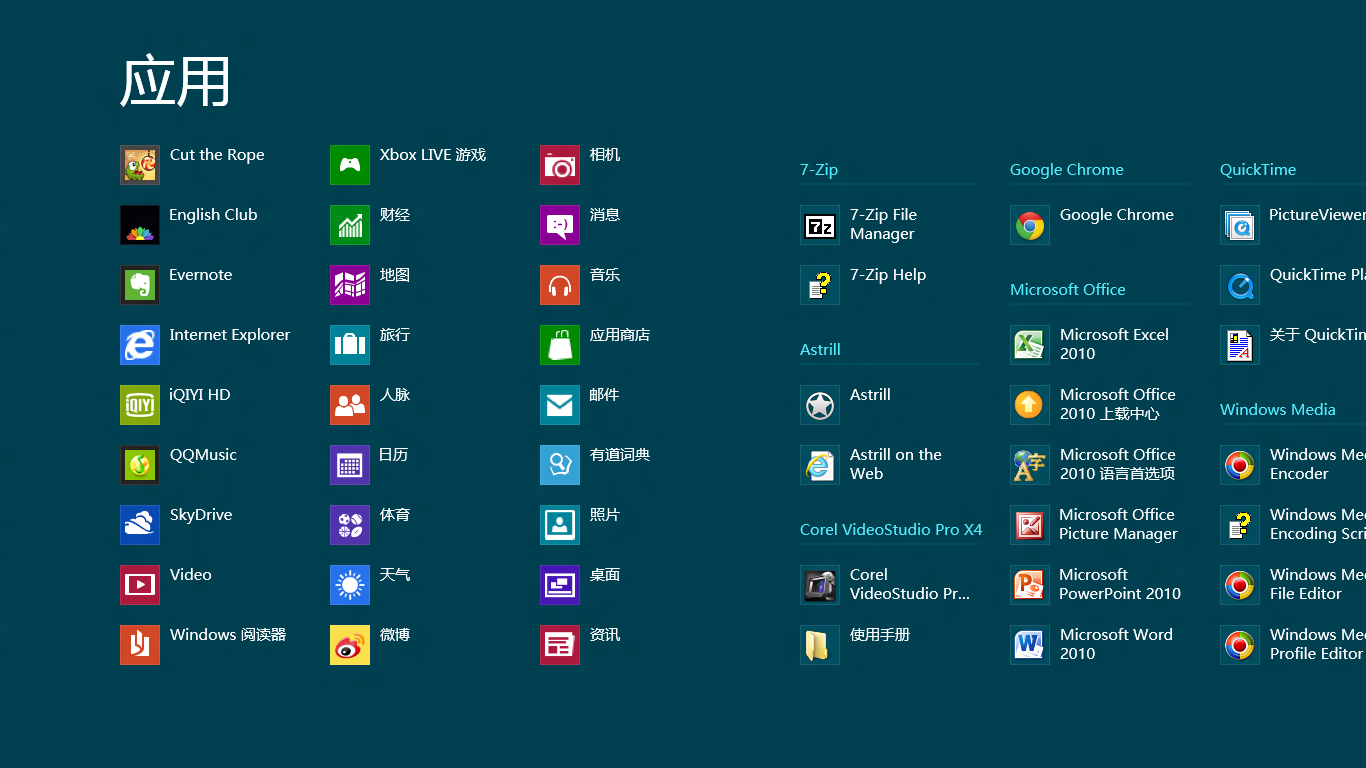 应用
Cut the Rope
English Club
Evernote
Internet Explorer
iQIYI HD
QQMusic
SkyDrive
Video
Windows 阅读器
Xbox LIVE 游戏
财经
地图
旅行
人脉
日历
体育
天气
微博
相机
消息
音乐
应用商店
邮件
有道词典
照片
桌面
资讯
7-Zip
7-Zip File
Manager
7-Zip Help
Astrill
Astrill
Astrill on the
Web
Corel VideoStudio Pro X4
Corel
VideoStudio Pr...
使用手册
Google Chrome
Google Chrome
Microsoft Office
Microsoft Excel
2010
Microsoft Office
2010 上载中心
Microsoft Office
2010 语言首选项
Microsoft Office
Picture Manager
Microsoft
PowerPoint 2010
Microsoft Word
2010
QuickTime
PictureViewer
QuickTime Pla
关于 QuickTim
Windows Media
Windows Med
Encoder
Windows Med
Encoding Scri
Windows Med
File Editor
Windows Med
Profile Editor